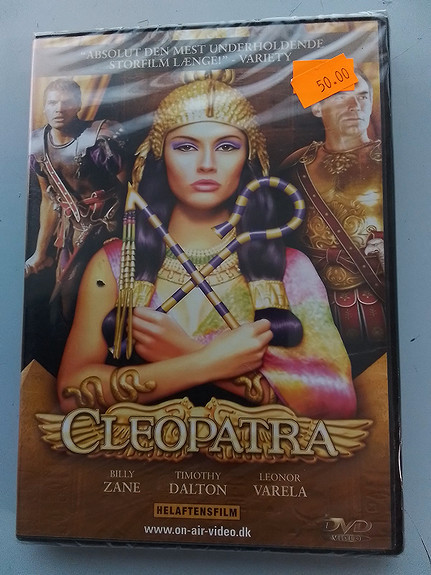 "ABSOLUT DEN MEST UNDERHOLDENDE
STORFILM LÆNGE!" - VARIETY
50.00
CLEOPATRA
BILLY
ZANE
TIMOTHY
DALTON
LEONOR
VARELA
HELAFTENSFILM
www.on-air-video.dk
DVD
VIDEO